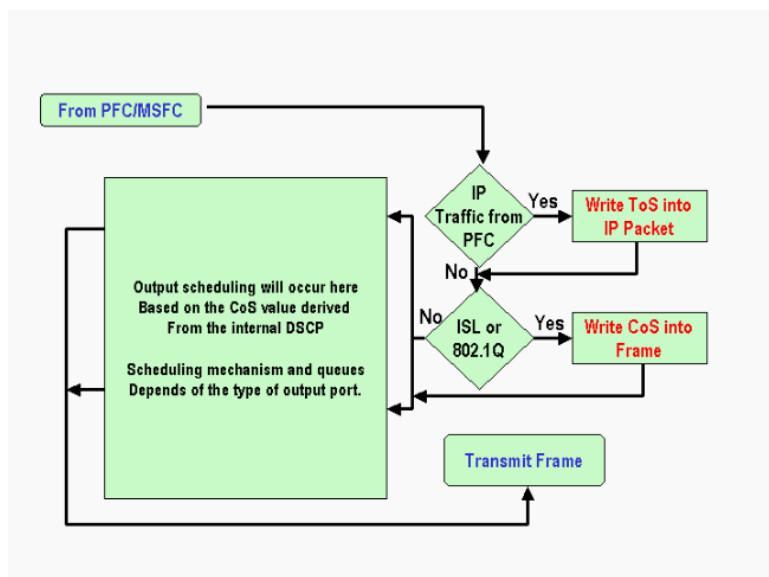 From PFC/MSFC
IP
Traffic from
PFC
Yes
Write ToS into
IP Packet
No
ISL or
802.1Q
Yes
Write CoS into
Frame
No
Output scheduling will occur here
Based on the CoS value derived
From the internal DSCP
Scheduling mechanism and queues
Depends of the type of output port.
Transmit Frame